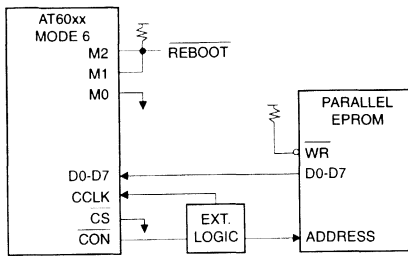 AT60xx
MODE 6
M2
REBOOT
M1
M0
PARALLEL
EPROM
WR
D0-D7
D0-D7
CCLK
CS
EXT.
LOGIC
CON
ADDRESS